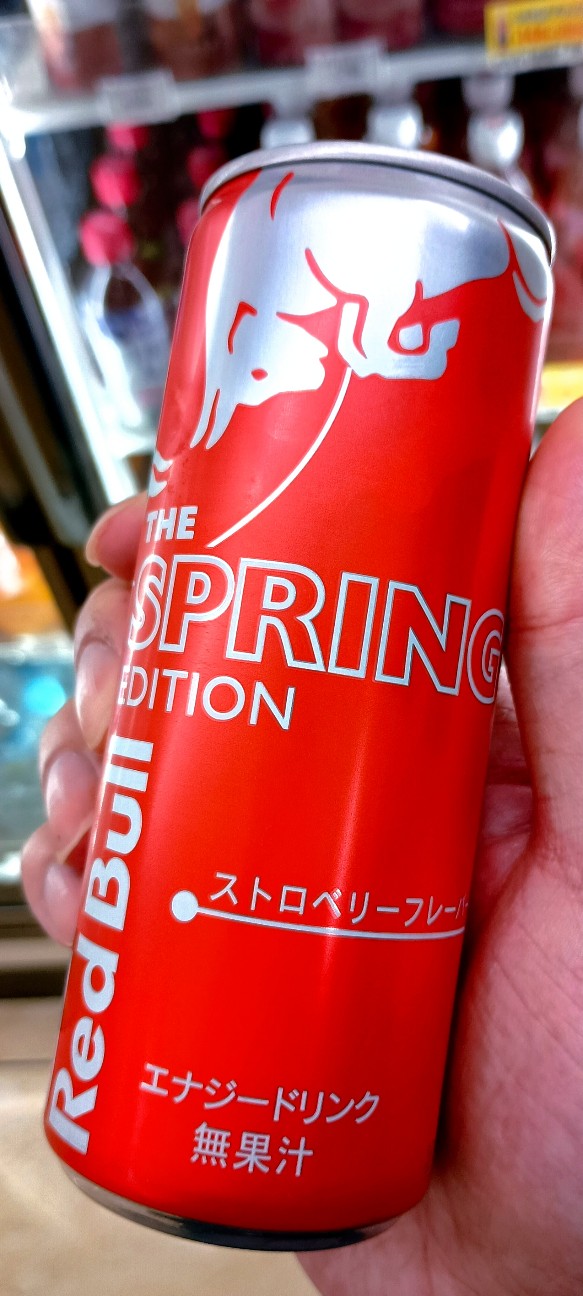 THE
SPRING
EDITION
Red Bull
ストロベリーフレーバー
エナジードリンク
無果汁